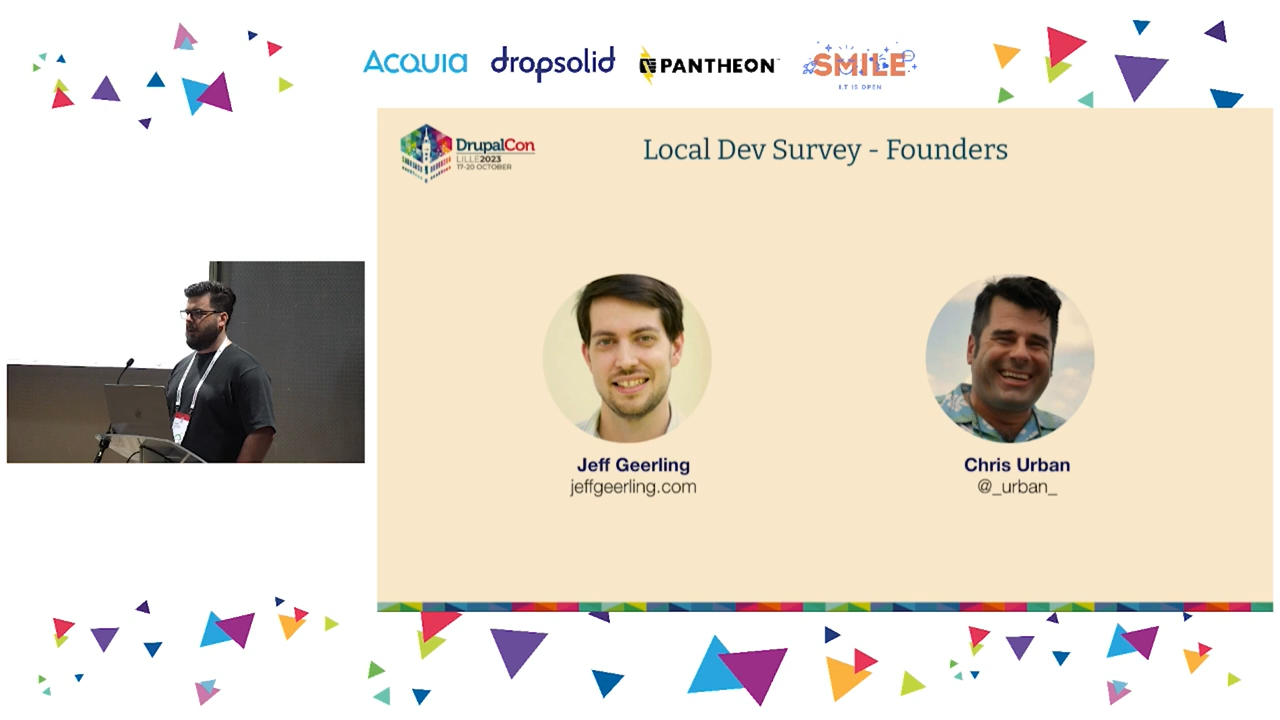 ACQUIA
dropsolid
PANTHEON
SMILE
I.T IS OPEN
DrupalCon
LILLE2023
17-20 OCTOBER
Local Dev Survey - Founders
Jeff Geerling
jeffgeerling.com
Chris Urban
@_urban_